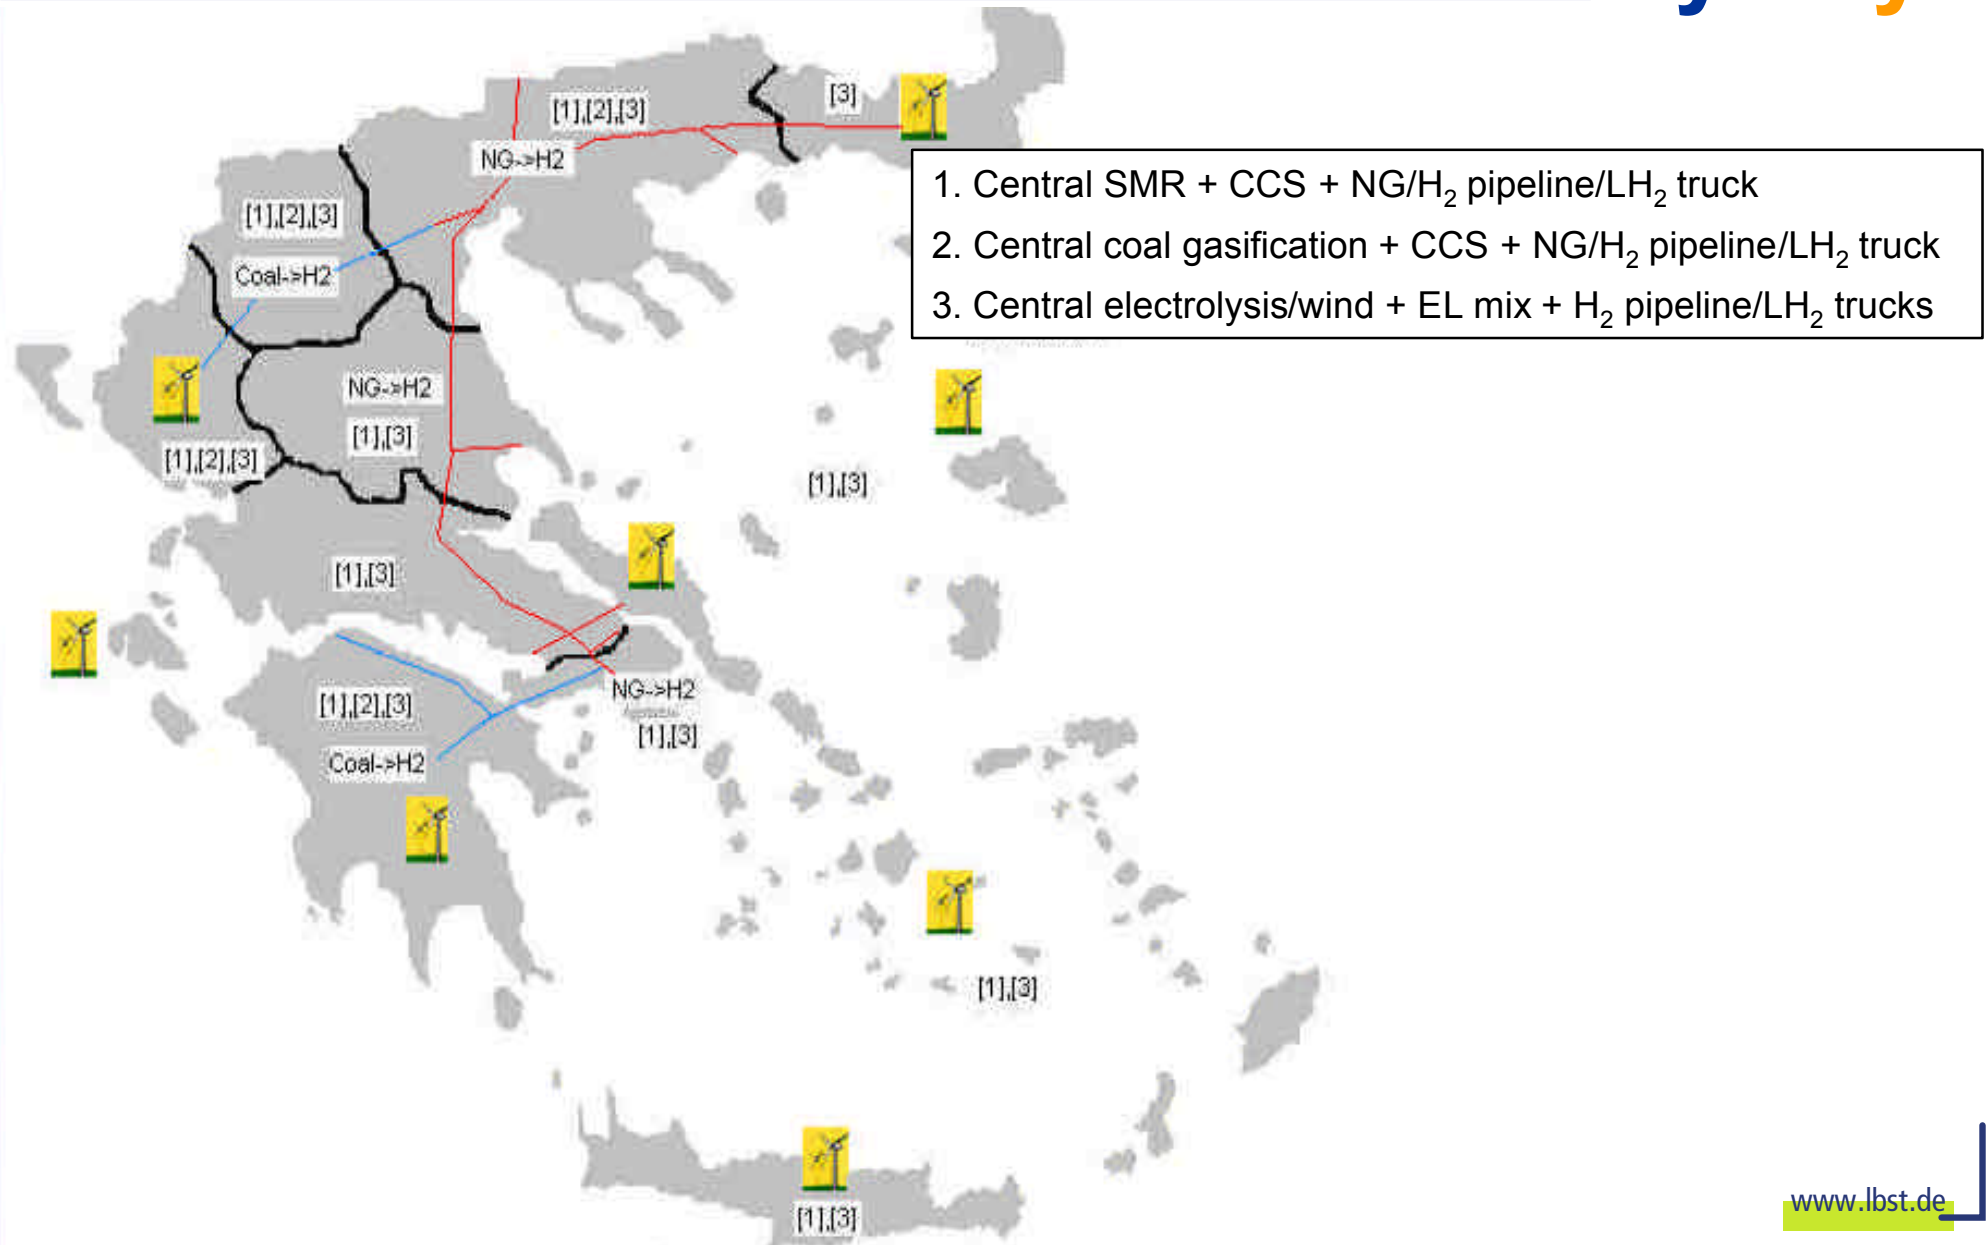 [1],[2],[3]
[3]
NG->H2
1. Central SMR + CCS + NG/H₂ pipeline/LH₂ truck
2. Central coal gasification + CCS + NG/H₂ pipeline/LH₂ truck
3. Central electrolysis/wind + EL mix + H₂ pipeline/LH₂ trucks
[1],[2],[3]
Coal->H2
NG->H2
[1],[3]
[1],[2],[3]
[1],[3]
[1],[3]
NG->H2
[1],[3]
[1],[2],[3]
Coal->H2
[1],[3]
[1],[3]
www.lbst.de